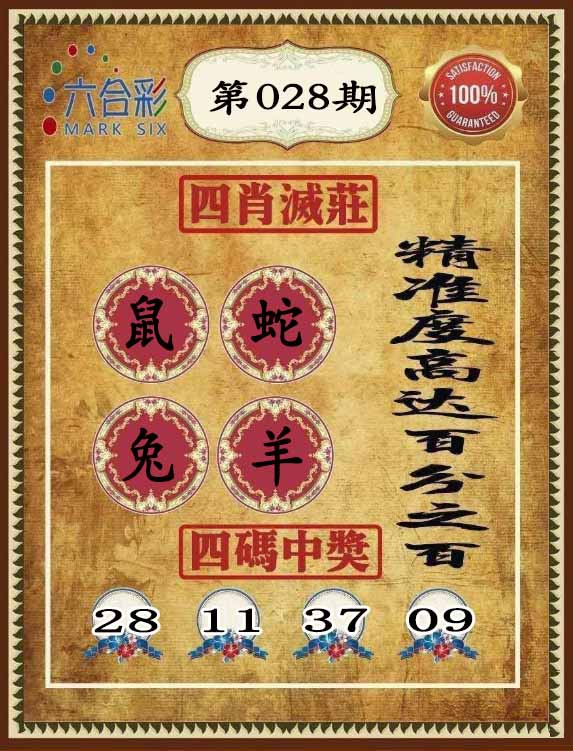 六合彩
MARK SIX
第028期
SATISFACTION
100%
GUARANTEED
四肖滅莊
鼠 蛇
兔 羊
精准度高达百分之百
四碼中獎
28 11 37 09